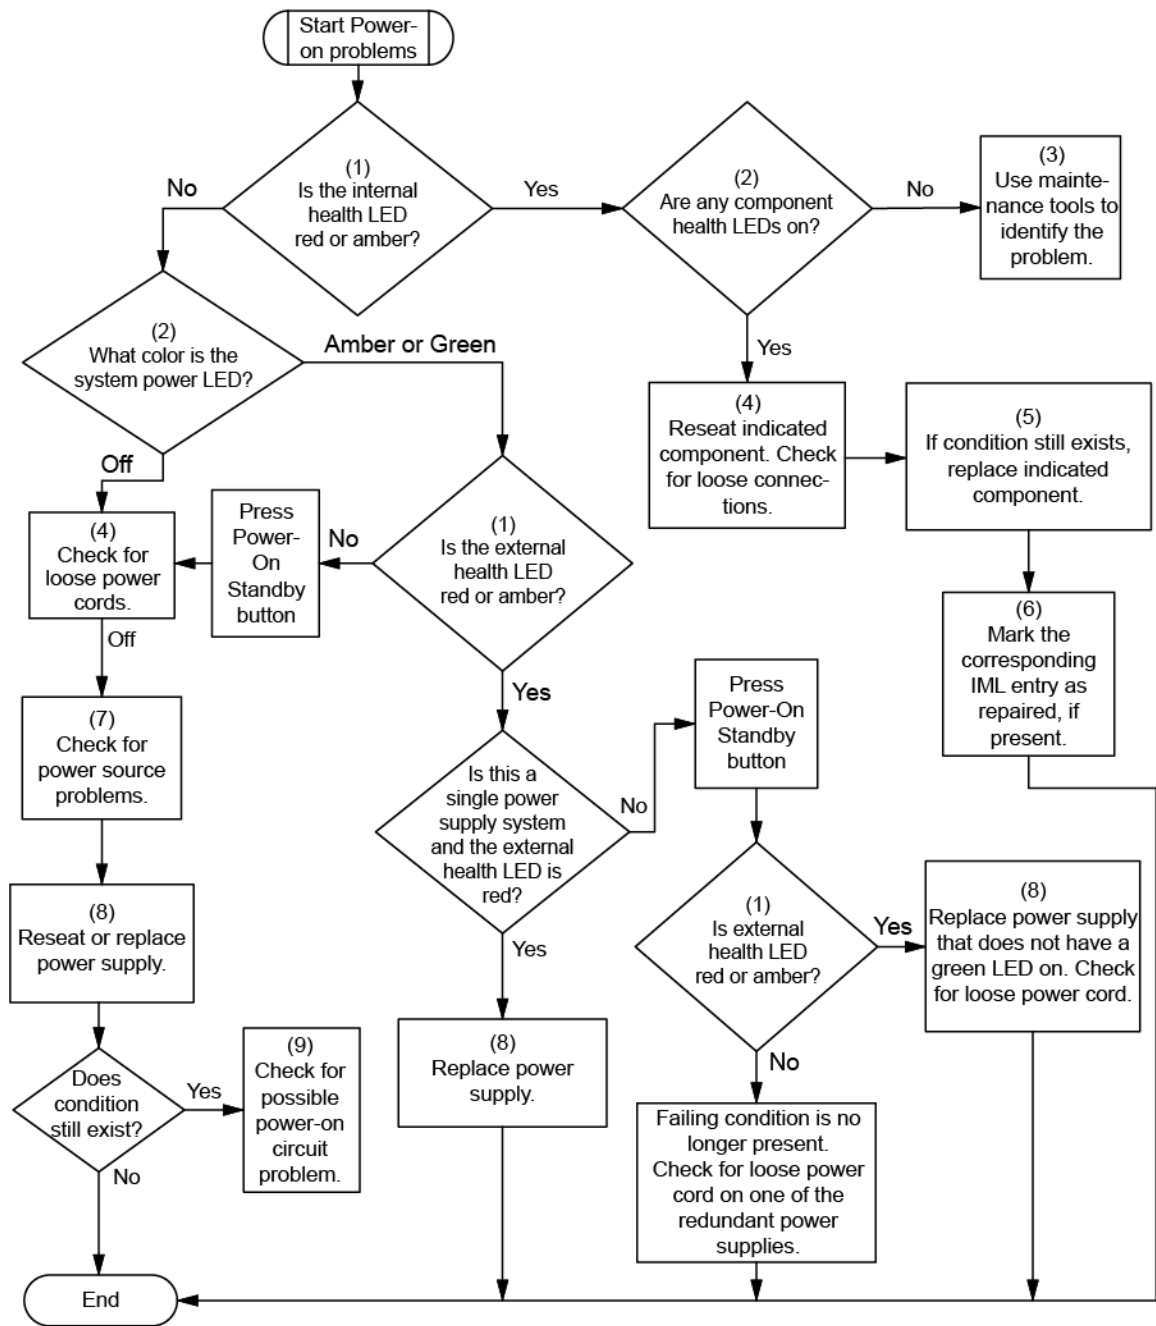 Start Power-
on problems
(1)
Is the internal
health LED
red or amber?
No
Yes
(2)
Are any component
health LEDs on?
No
(3)
Use mainte-
nance tools to
identify the
problem.
(2)
What color is the
system power LED?
Amber or Green
Off
Yes
(4)
Reseat indicated
component. Check
for loose connec-
tions.
(5)
If condition still exists,
replace indicated
component.
(4)
Check for
loose power
cords.
Press
Power-
On
Standby
button
No
(1)
Is the external
health LED
red or amber?
(6)
Mark the
corresponding
IML entry as
repaired, if
present.
Off
Yes
(7)
Check for
power source
problems.
Is this a
single power
supply system
and the external
health LED is
red?
No
Press
Power-On
Standby
button
(8)
Reseat or replace
power supply.
Yes
(1)
Is external
health LED
red or amber?
Yes
(8)
Replace power supply
that does not have a
green LED on. Check
for loose power cord.
Does
condition
still exist?
Yes
No
(9)
Check for
possible
power-on
circuit
problem.
(8)
Replace power
supply.
No
Failing condition is no
longer present.
Check for loose power
cord on one of the
redundant power
supplies.
End